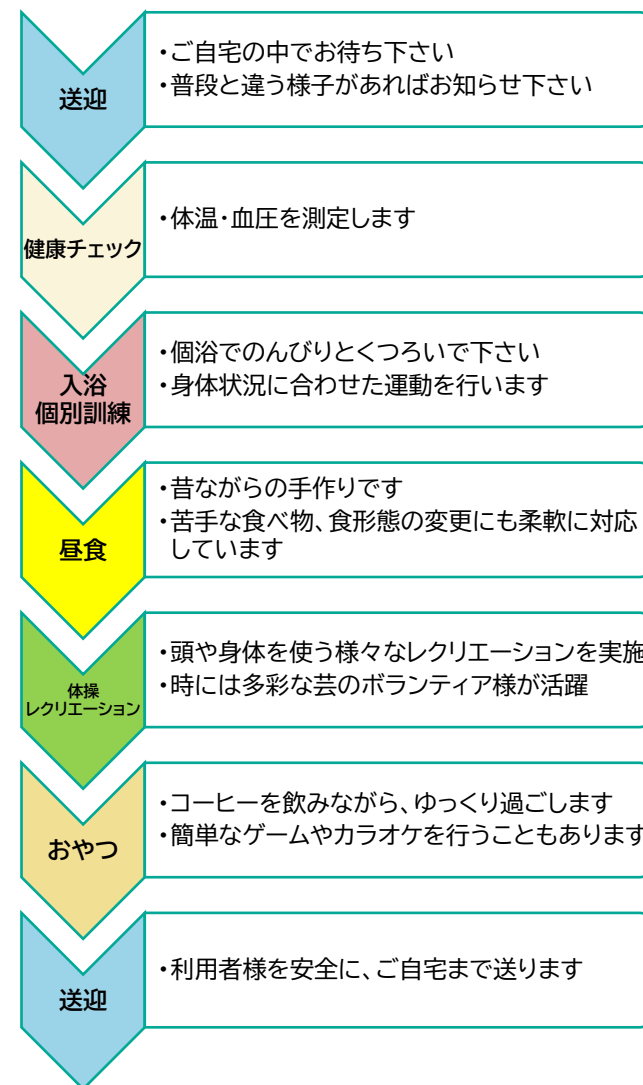 送迎
・ご自宅の中でお待ち下さい
・普段と違う様子があればお知らせ下さい
健康チェック
・体温・血圧を測定します
入浴
個別訓練
・個浴でのんびりとくつろいで下さい
・身体状況に合わせた運動を行います
昼食
・昔ながらの手作りです
・苦手な食べ物、食形態の変更にも柔軟に対応
しています
体操
レクリエーション
・頭や身体を使う様々なレクリエーションを実施
・時には多彩な芸のボランティア様が活躍
おやつ
・コーヒーを飲みながら、ゆっくり過ごします
・簡単なゲームやカラオケを行うこともあります
送迎
・利用者様を安全に、ご自宅まで送ります